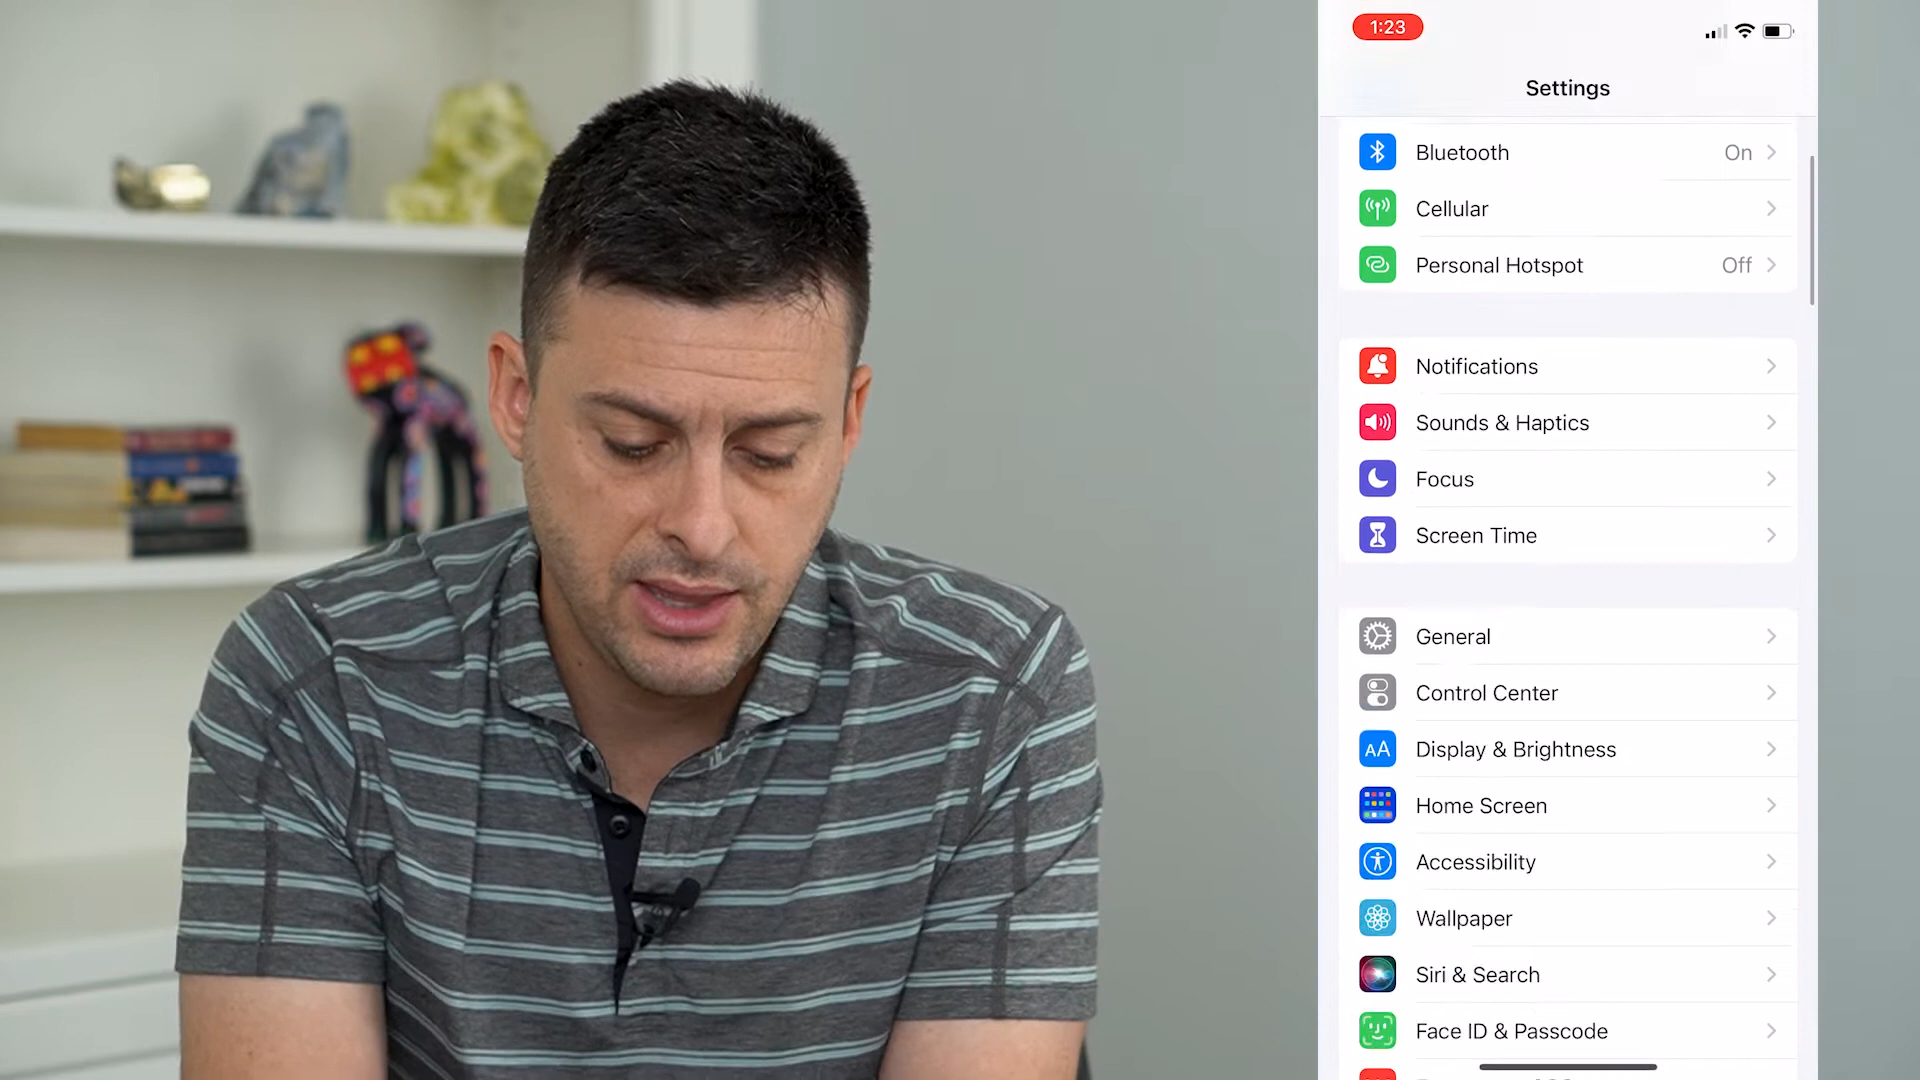 1:23
Settings
Bluetooth On
Cellular
Personal Hotspot Off
Notifications
Sounds & Haptics
Focus
Screen Time
General
Control Center
AA Display & Brightness
Home Screen
Accessibility
Wallpaper
Siri & Search
Face ID & Passcode